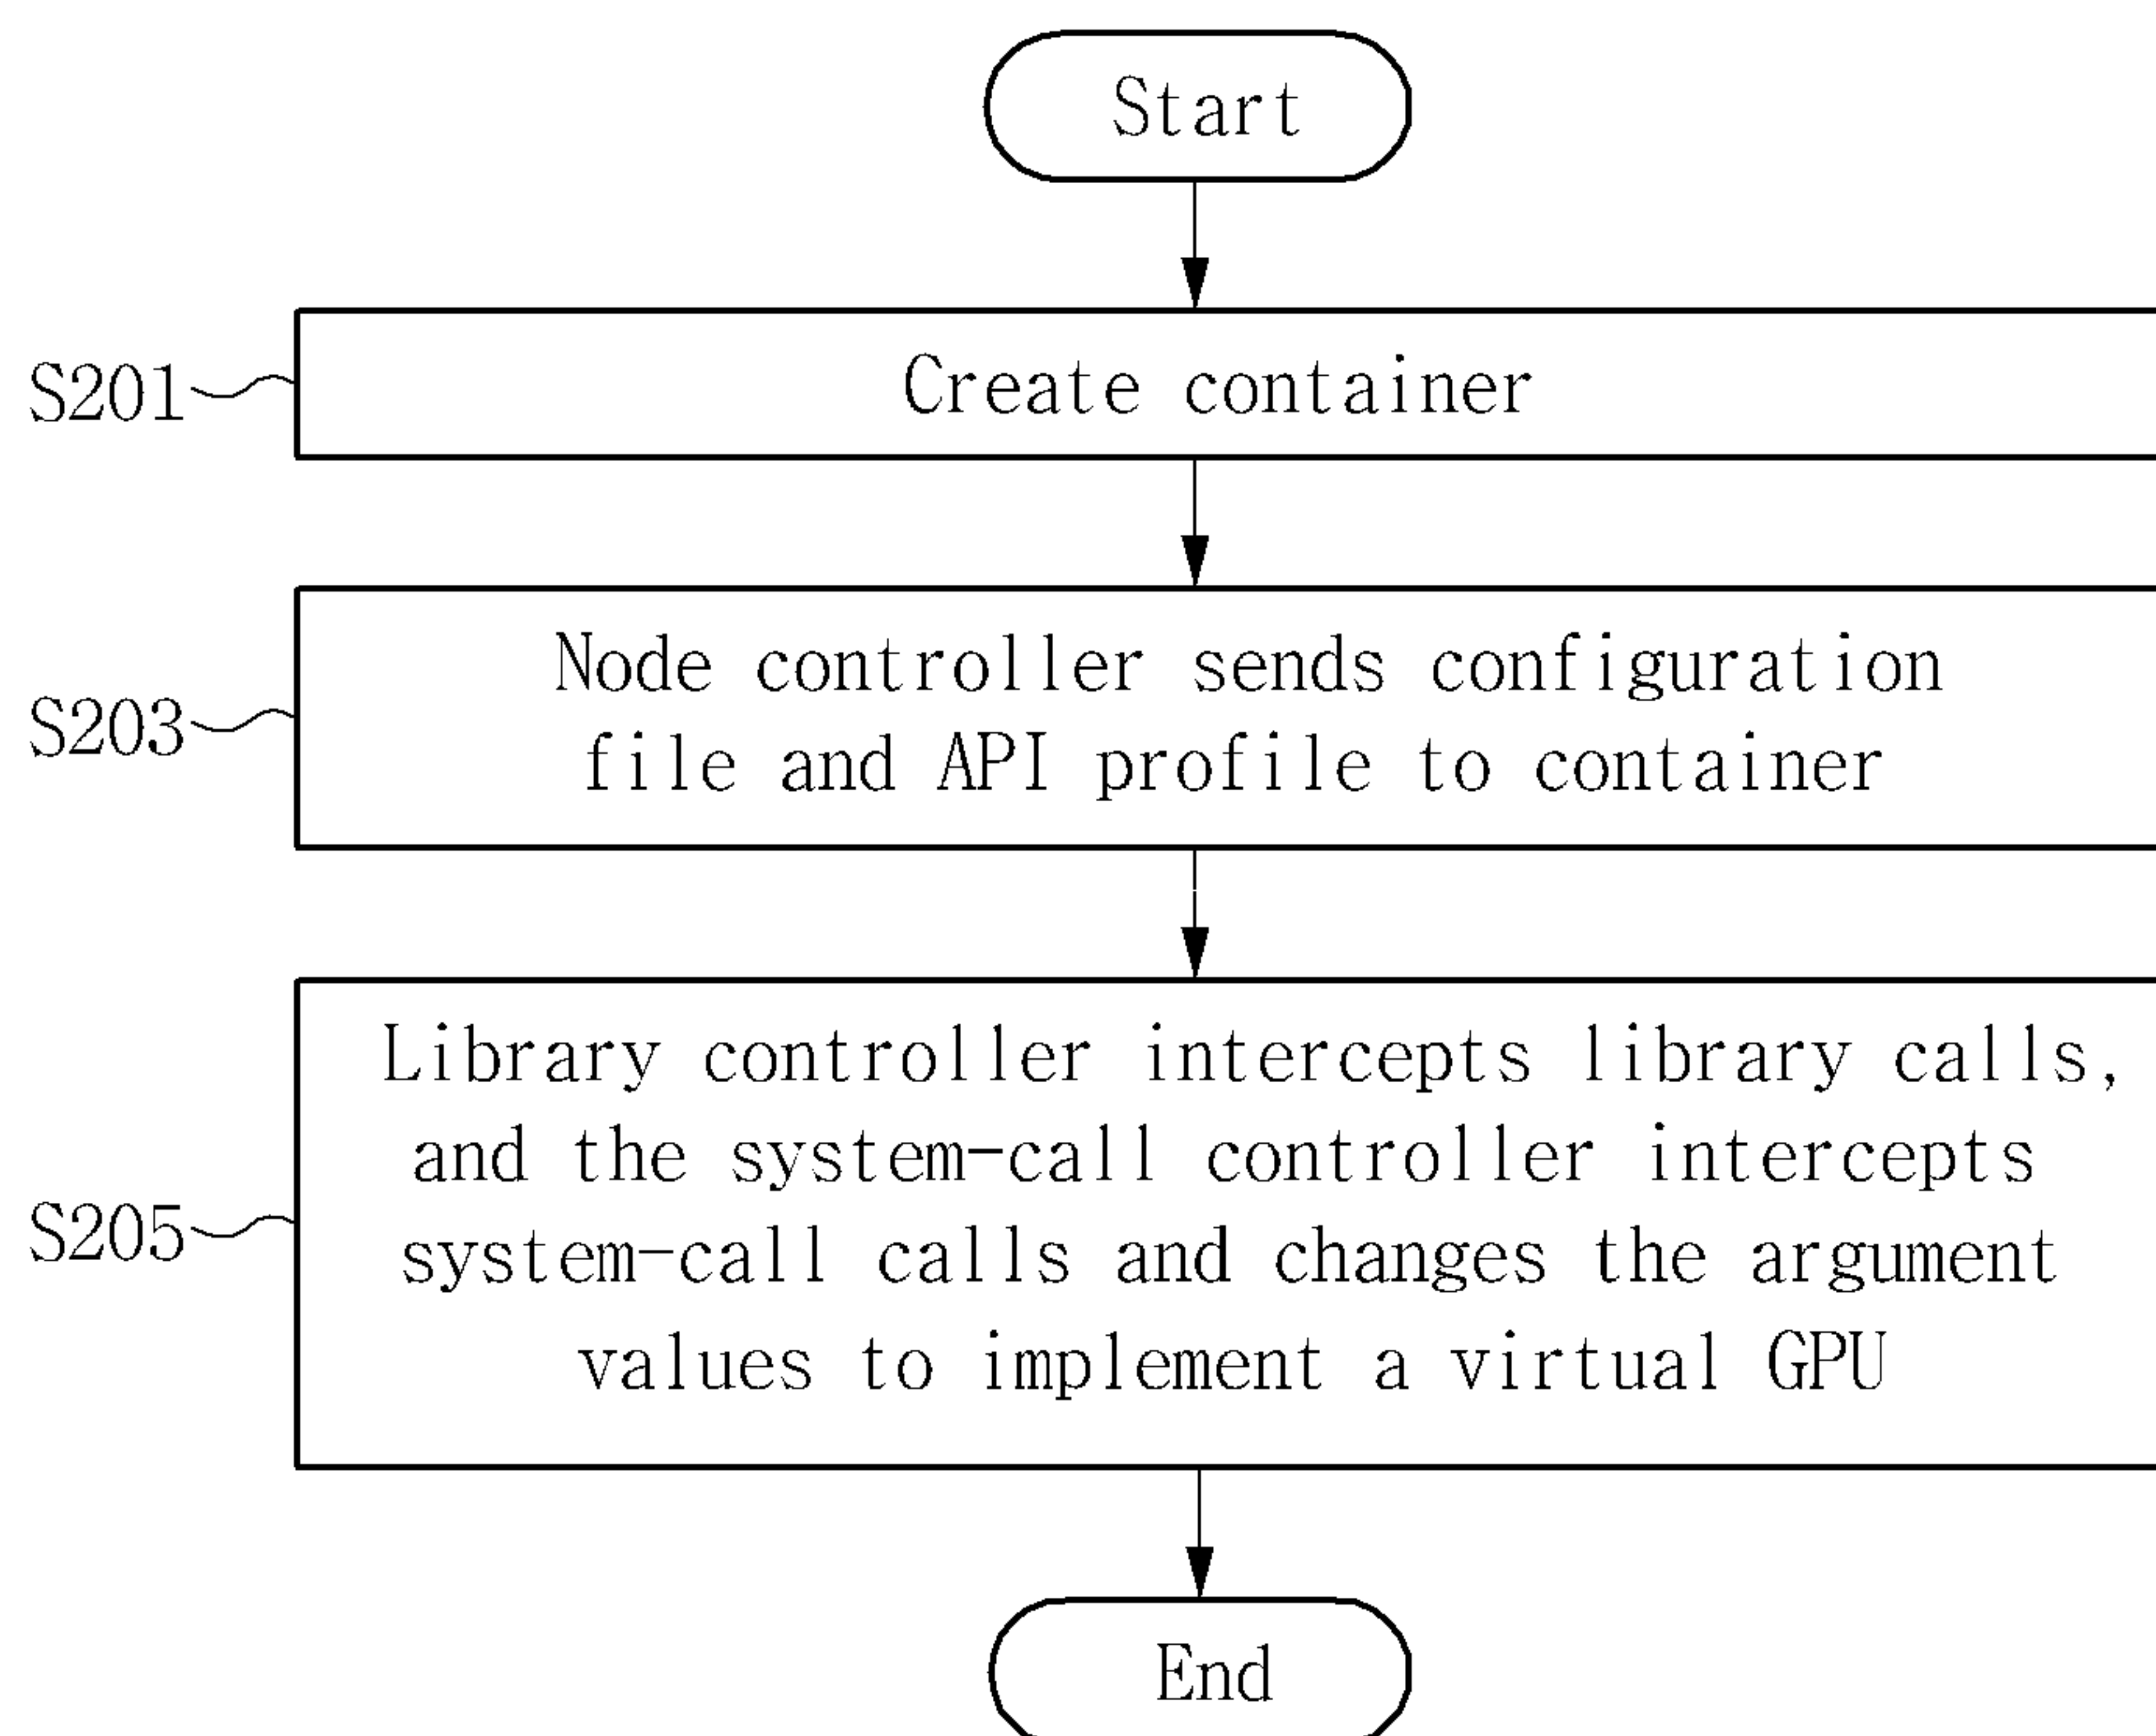 Start
S201
Create container
S203
Node controller sends configuration
file and API profile to container
S205
Library controller intercepts library calls,
and the system-call controller intercepts
system-call calls and changes the argument
values to implement a virtual GPU
End